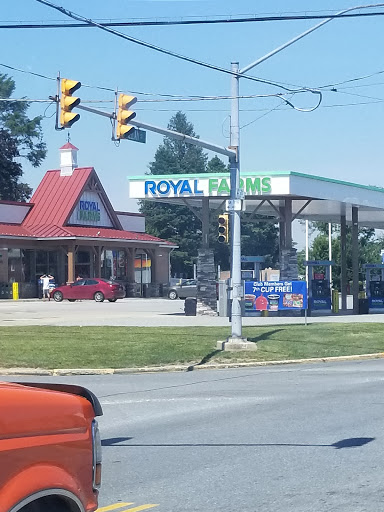 ROYAL FARMS
ROYAL
FARMS
Club Members Get
7th CUP FREE!